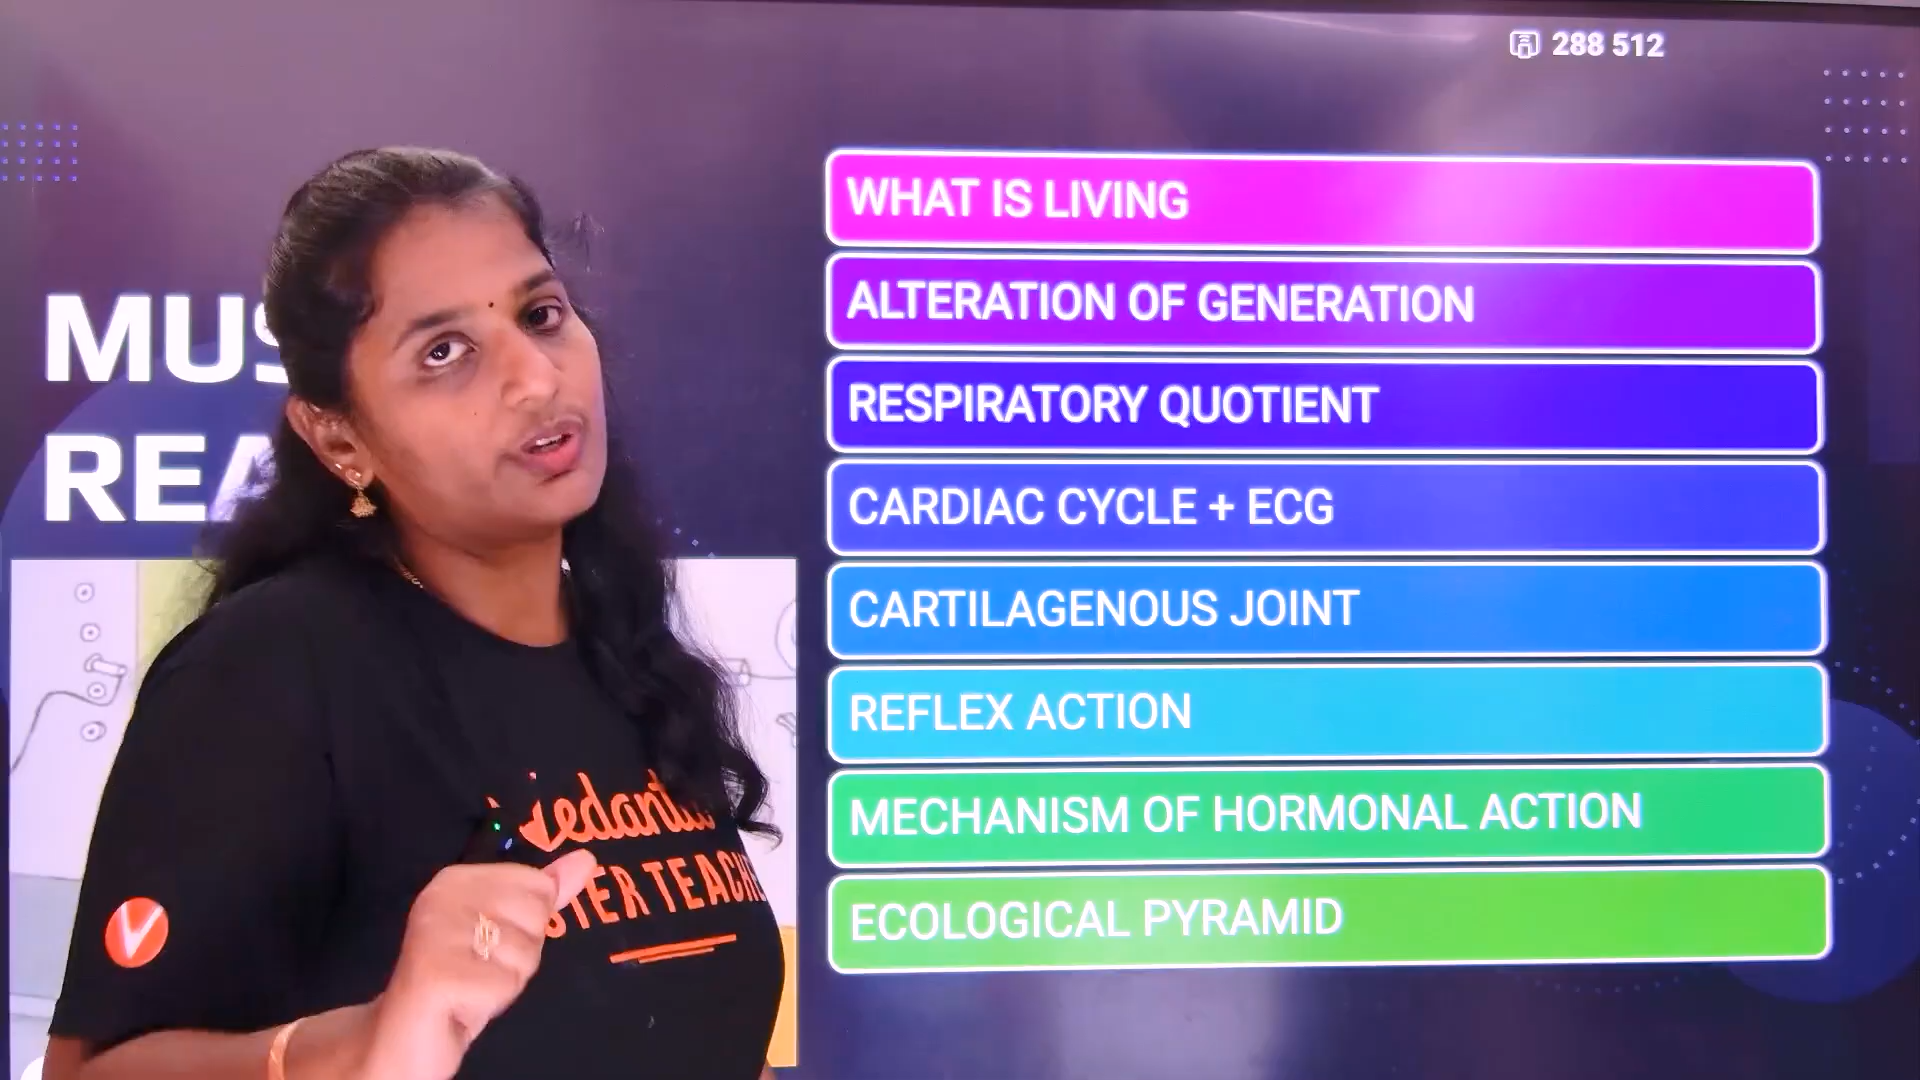 288 512
WHAT IS LIVING
ALTERATION OF GENERATION
RESPIRATORY QUOTIENT
CARDIAC CYCLE + ECG
CARTILAGENOUS JOINT
REFLEX ACTION
MECHANISM OF HORMONAL ACTION
ECOLOGICAL PYRAMID